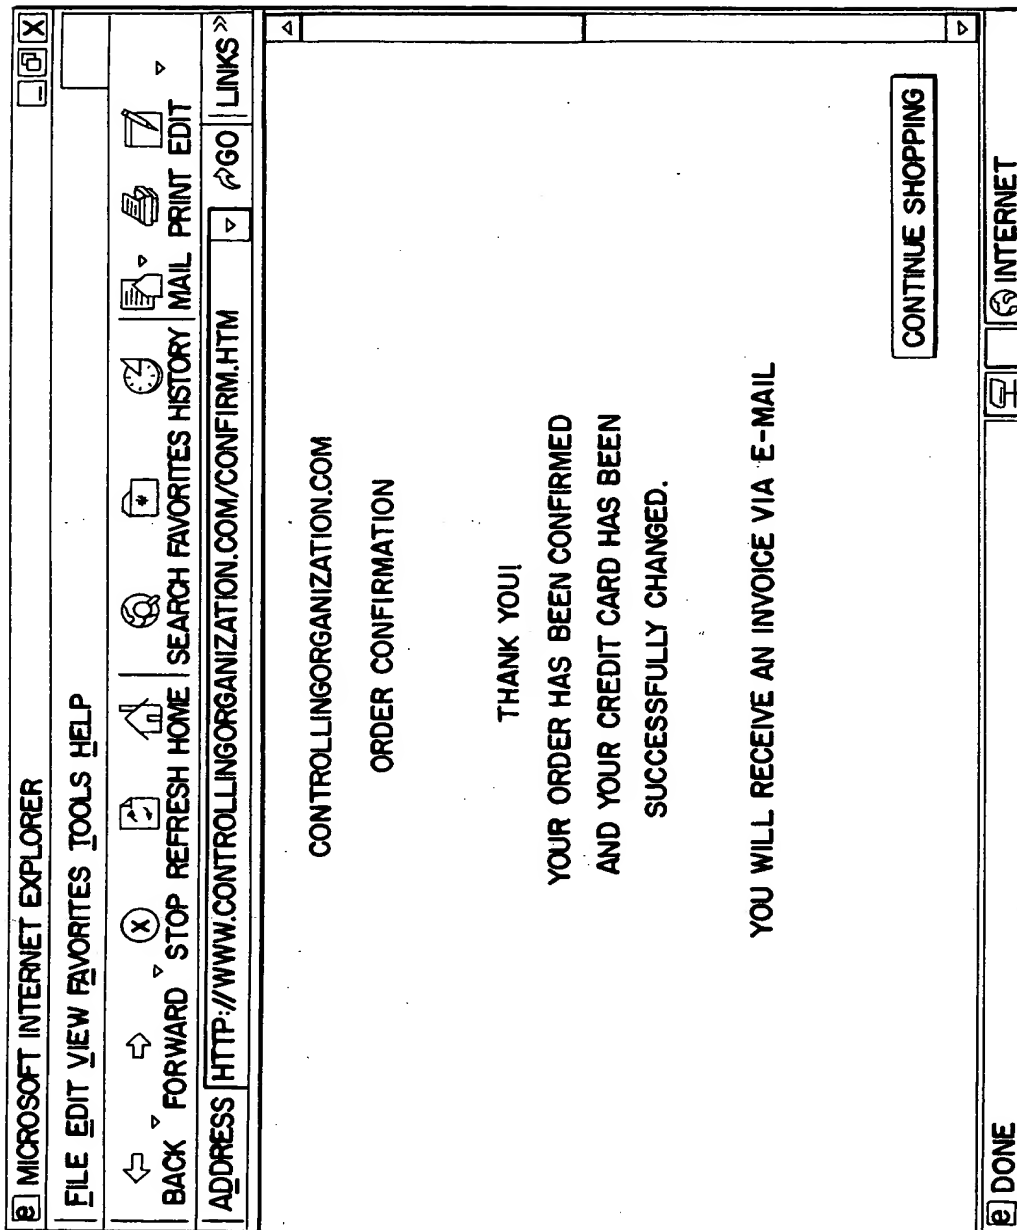 MICROSOFT INTERNET EXPLORER
FILE EDIT VIEW FAVORITES TOOLS HELP
BACK FORWARD STOP REFRESH HOME SEARCH FAVORITES HISTORY MAIL PRINT EDIT
ADDRESS HTTP://WWW.CONTROLLINGORGANIZATION.COM/CONFIRM.HTM GO LINKS »
CONTROLLINGORGANIZATION.COM
ORDER CONFIRMATION
THANK YOU!
YOUR ORDER HAS BEEN CONFIRMED
AND YOUR CREDIT CARD HAS BEEN
SUCCESSFULLY CHANGED.
YOU WILL RECEIVE AN INVOICE VIA E-MAIL
CONTINUE SHOPPING
DONE INTERNET